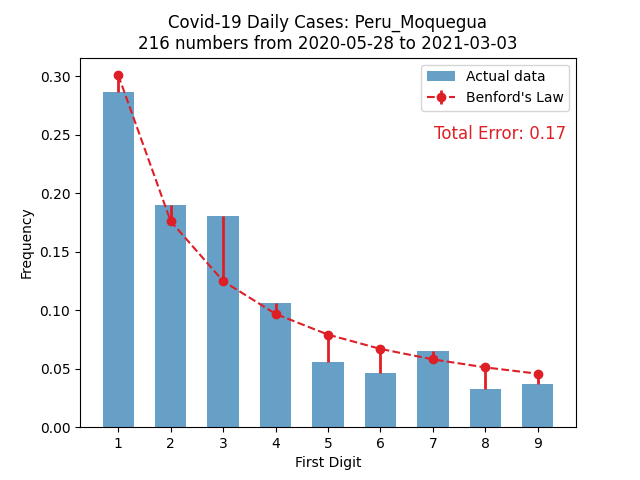 Covid-19 Daily Cases: Peru_Moquegua
216 numbers from 2020-05-28 to 2021-03-03
Actual data
Benford's Law
Total Error: 0.17
Frequency
0.30
0.25
0.20
0.15
0.10
0.05
0.00
1 2 3 4 5 6 7 8 9
First Digit